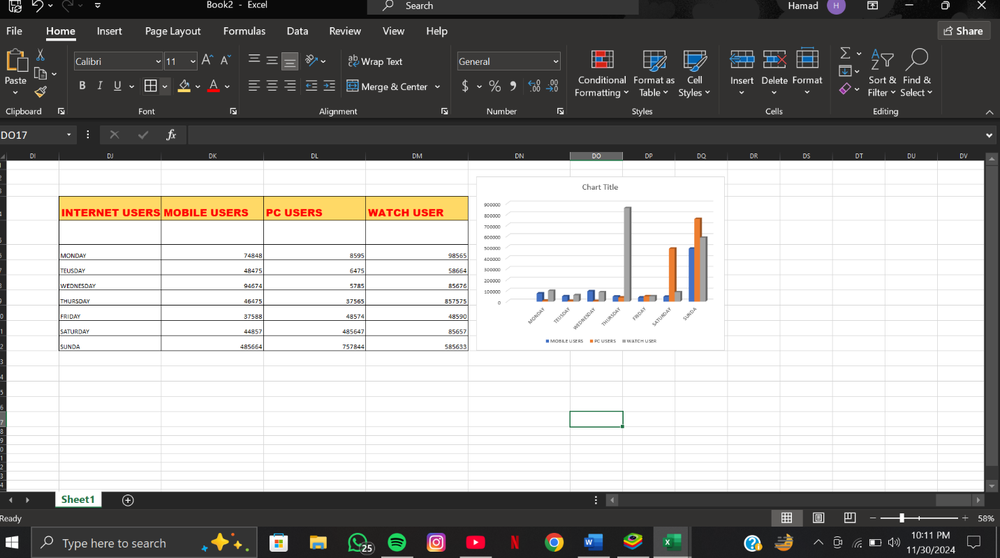 Book2 - Excel
Search
Hamad H
File Home Insert Page Layout Formulas Data Review View Help Share
Calibri 11 Wrap Text General
Paste
Conditional Formatting Format as Table Cell Styles
Insert Delete Format
Sort & Filter Find & Select
B I U A Merge & Center $ % 9
Clipboard Font Alignment Number Styles Cells Editing
DO17 fx
DI DJ DK DL DM DN DO DP DQ DR DS DT DU DV
INTERNET USERS MOBILE USERS PC USERS WATCH USER
MONDAY 74848 8595 98565
TEUSDAY 48475 6475 58664
WEDNESDAY 94674 5785 85676
THURSDAY 46475 37565 857575
FRIDAY 37588 48574 48590
SATURDAY 44857 485647 85657
SUNDA 485664 757844 585633
Chart Title
900000
800000
700000
600000
500000
400000
300000
200000
100000
0
MONDAY TEUSDAY WEDNESDAY THURSDAY FRIDAY SATURDAY SUNDA
MOBILE USERS PC USERS WATCH USER
Sheet1
Ready
58%
Type here to search
25
10:11 PM
11/30/2024